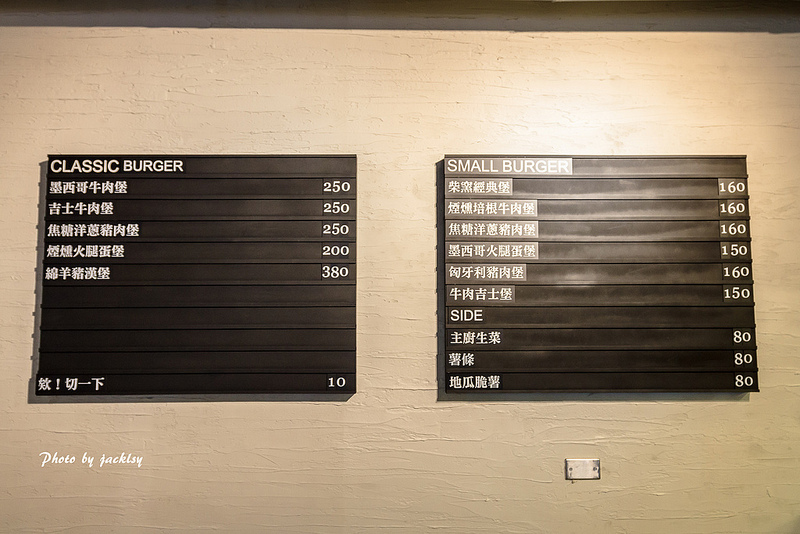 CLASSIC BURGER
墨西哥牛肉堡 250
吉士牛肉堡 250
焦糖洋蔥豬肉堡 250
煙燻火腿蛋堡 200
綿羊豬漢堡 380
欸！切一下 10
SMALL BURGER
柴窯經典堡 160
煙燻培根牛肉堡 160
焦糖洋蔥豬肉堡 160
墨西哥火腿蛋堡 150
匈牙利豬肉堡 160
牛肉吉士堡 150
SIDE
主廚生菜 80
薯條 80
地瓜脆薯 80
Photo by jacklsy